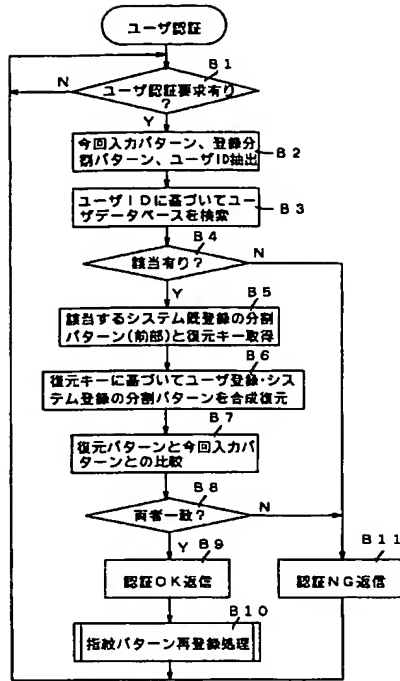 ユーザ認証
B1
N
ユーザ認証要求有り
?
Y
今回入力パターン、登録分
割パターン、ユーザID抽出
B2
ユーザIDに基づいてユー
ザデータベースを検索
B3
B4
該当有り?
N
Y
B5
該当するシステム既登録の分割
パターン(前部)と復元キー取得
B6
復元キーに基づいてユーザ登録・シス
テム登録の分割パターンを合成復元
B7
復元パターンと今回入力パ
ターンとの比較
B8
両者一致?
N
Y
B9
B11
認証OK返信
認証NG返信
B10
指紋パターン再登録処理